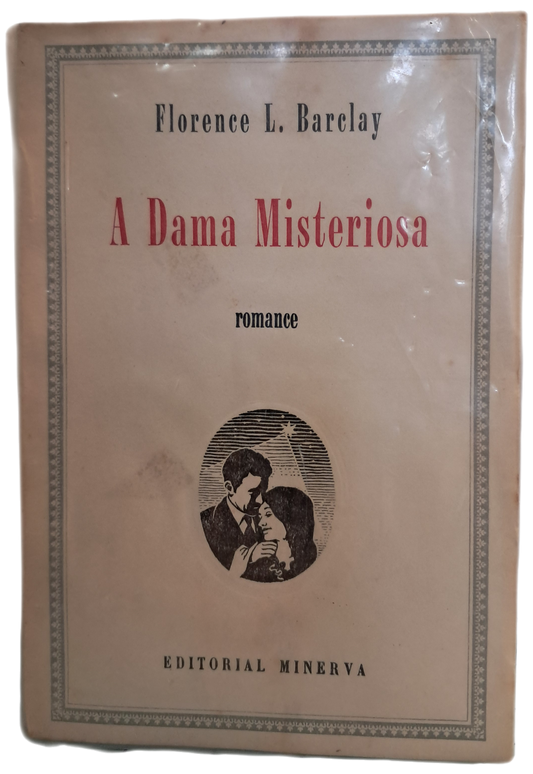 Florence L. Barclay
A Dama Misteriosa
romance
EDITORIAL MINERVA